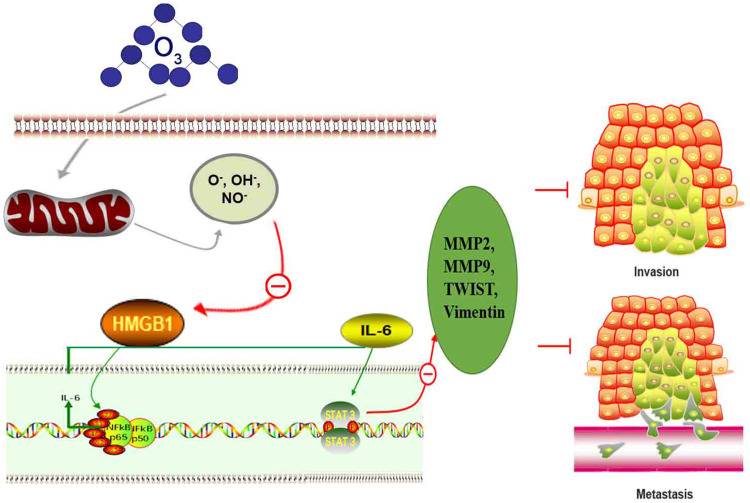 O3
O-, OH-,
NO-
HMGB1
IL-6
MMP2,
MMP9,
TWIST,
Vimentin
Invasion
IL-6
NFkB
p65
NFkB
p50
STAT 3
STAT 3
Metastasis